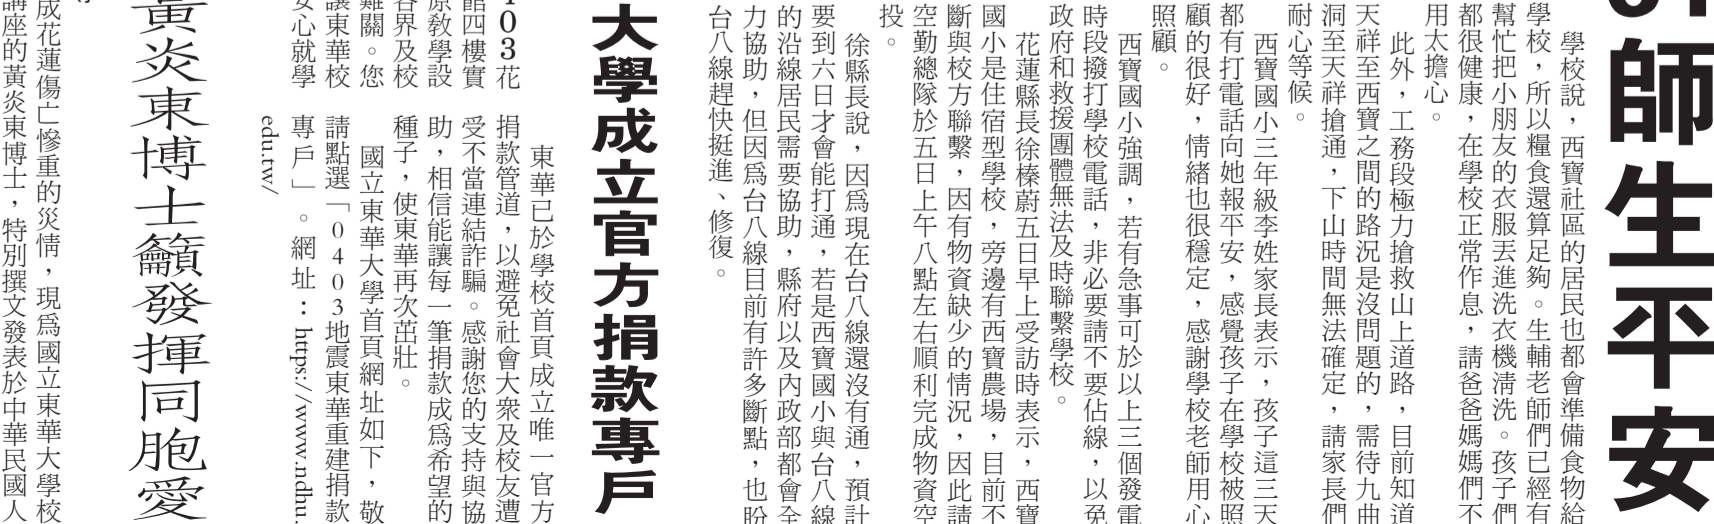 師生平安
學校說，西寶社區的居民也都會準備食物給
學校，所以糧食還算足夠。生輔老師們已經有
幫忙把小朋友的衣服丟進洗衣機清洗。孩子們
都很健康，在學校正常作息，請爸爸媽媽們不
用太擔心。
此外，工務段極力搶救山上道路，目前知道
天祥至西寶之間的路況是沒問題的，需待九曲
洞至天祥搶通，下山時間無法確定，請家長們
耐心等候。
西寶國小三年級李姓家長表示，孩子這三天
都有打電話向她報平安，感覺孩子在學校被照
顧的很好，情緒也很穩定，感謝學校老師用心
照顧。
西寶國小強調，若有急事可於以上三個發電
時段撥打學校電話，非必要請不要佔線，以免
政府和救援團體無法及時聯繫學校。
花蓮縣長徐榛蔚五日早上受訪時表示，西寶
國小是住宿型學校，旁邊有西寶農場，目前不
斷與校方聯繫，因有物資缺少的情況，因此請
空勤總隊於五日上午八點左右順利完成物資空
投。
徐縣長說，因為現在台八線還沒有通，預計
要到六日才會能打通，若是西寶國小與台八線
的沿線居民需要協助，縣府以及內政部都會全
力協助，但因為台八線目前有許多斷點，也盼
台八線趕快挺進、修復。
大學成立官方捐款專戶
403花
館四樓實
原教學設
各界及校
難關。您
讓東華校
安心就學
東華已於學校首頁成立唯一官方
捐款管道，以避免社會大衆及校友遭
受不當連結詐騙。感謝您的支持與協
助，相信能讓每一筆捐款成為希望的
種子，使東華再次茁壯。
國立東華大學首頁網址如下，敬
請點選「0403地震東華重建捐款
專戶」。網址：https://www.ndhu.
edu.tw/
黃炎東博士籲發揮同胞愛
成花蓮傷亡慘重的災情，現為國立東華大學校
講座的黃炎東博士，特別撰文發表於中華民國人